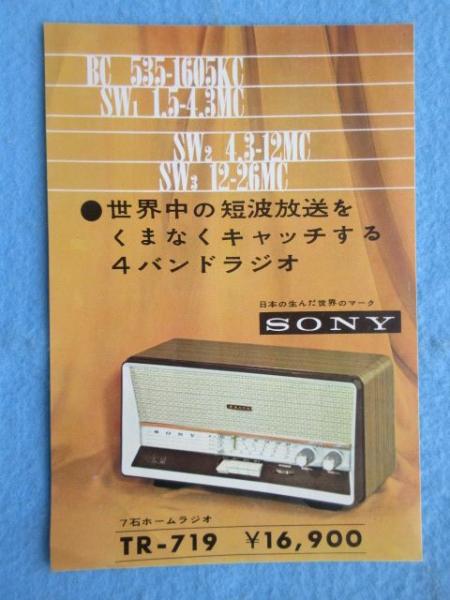 BC 535-1605KC
SW1 1.5-4.3MC
SW2 4.3-12MC
SW3 12-26MC
●世界中の短波放送を
くまなくキャッチする
4バンドラジオ
日本の生んだ世界のマーク
SONY
SONY
7石ホームラジオ
TR-719 ¥16,900